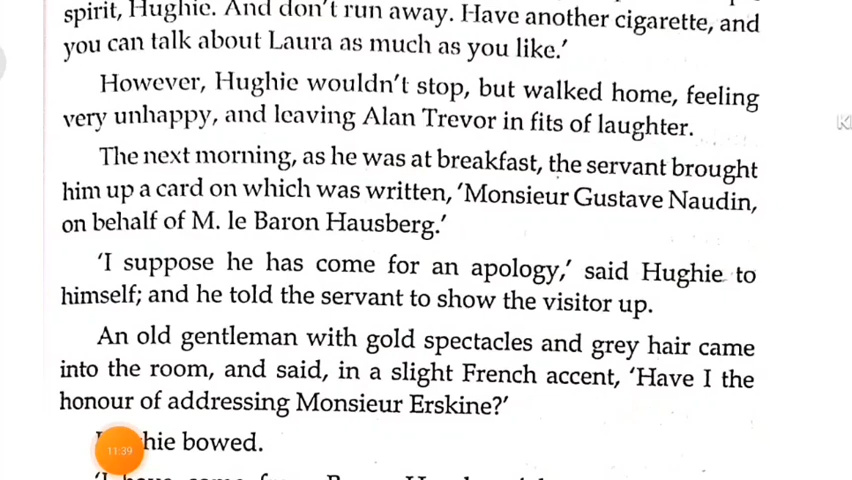 spirit, Hughie. And don't run away. Have another cigarette, and
you can talk about Laura as much as you like.'
However, Hughie wouldn't stop, but walked home, feeling
very unhappy, and leaving Alan Trevor in fits of laughter.
The next morning, as he was at breakfast, the servant brought
him up a card on which was written, 'Monsieur Gustave Naudin,
on behalf of M. le Baron Hausberg.'
'I suppose he has come for an apology,' said Hughie to
himself; and he told the servant to show the visitor up.
An old gentleman with gold spectacles and grey hair came
into the room, and said, in a slight French accent, 'Have I the
honour of addressing Monsieur Erskine?'
bowed.
11:39